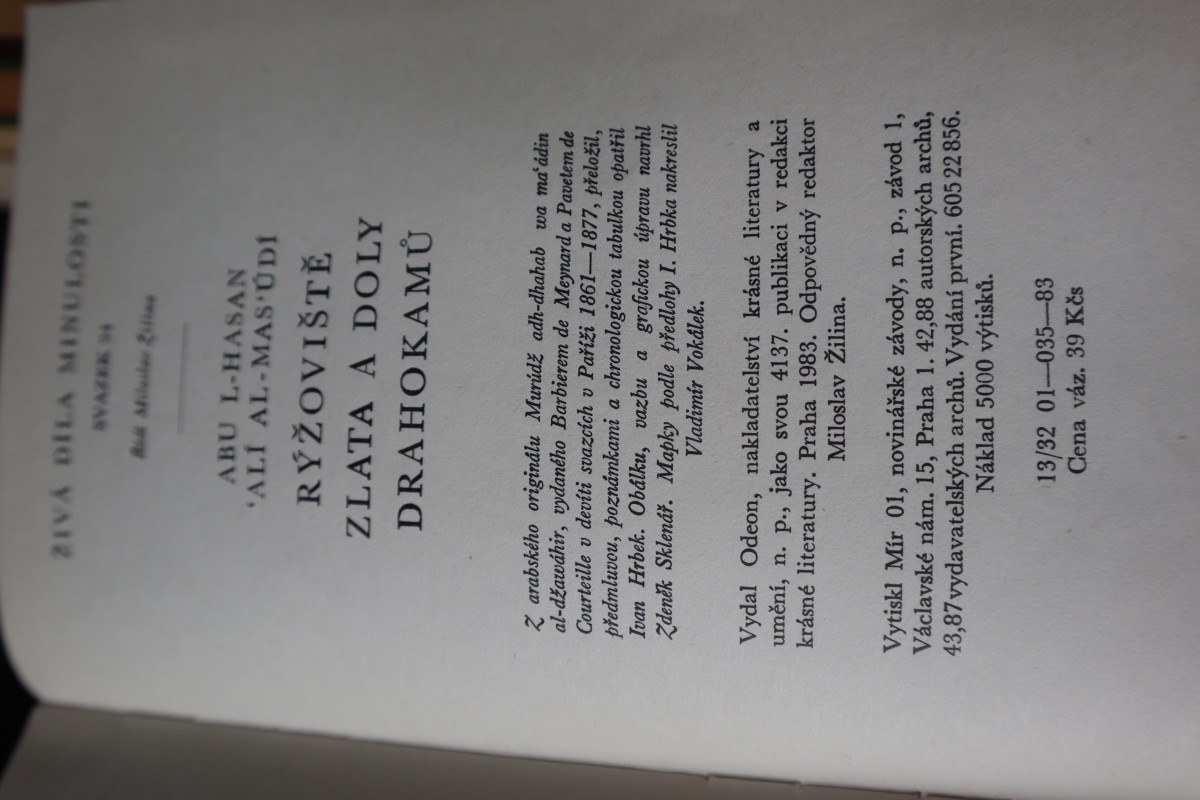 ŽIVÁ DÍLA MINULOSTI
SVAZEK 94
Řídí Miloslav Žilina
ABU L-HASAN
‘ALÍ AL-MAS‘ÚDÍ
RÝŽOVIŠTĚ
ZLATA A DOLY
DRAHOKAMŮ
Z arabského originálu Murúdž adh-dhahab wa ma‘ádin
al-džawáhir, vydaného Barbierem de Meynard a Pavetem de
Courteille v devíti svazcích v Paříži 1861—1877, přeložil,
předmluvou, poznámkami a chronologickou tabulkou opatřil
Ivan Hrbek. Obálku, vazbu a grafickou úpravu navrhl
Zdeněk Sklenář. Mapky podle předlohy I. Hrbka nakreslil
Vladimír Vokálek.
Vydal Odeon, nakladatelství krásné literatury a
umění, n. p., jako svou 4137. publikaci v redakci
krásné literatury. Praha 1983. Odpovědný redaktor
Miloslav Žilina.
Vytiskl Mír 01, novinářské závody, n. p., závod 1,
Václavské nám. 15, Praha 1. 42,88 autorských archů,
43,87 vydavatelských archů. Vydání první. 605 22 856.
Náklad 5000 výtisků.
13/32 01—035—83
Cena váz. 39 Kčs